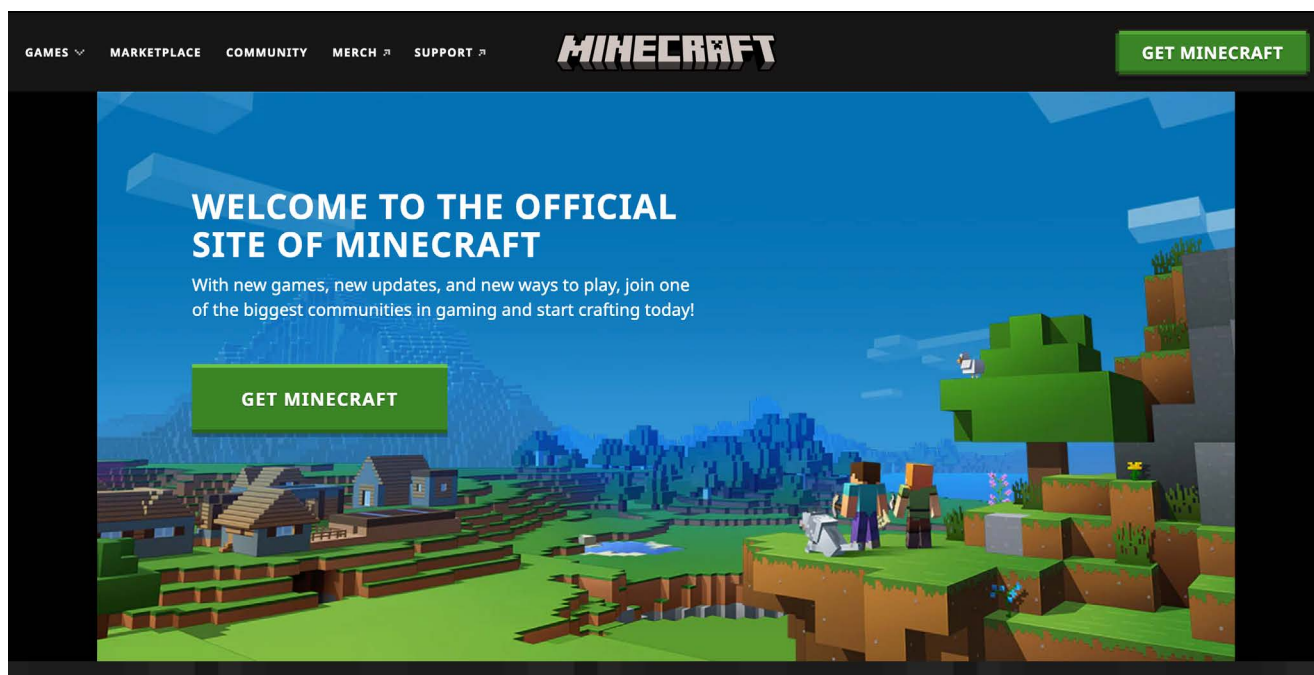 GAMES
MARKETPLACE
COMMUNITY
MERCH
SUPPORT
MINECRAFT
GET MINECRAFT
WELCOME TO THE OFFICIAL
SITE OF MINECRAFT
With new games, new updates, and new ways to play, join one
of the biggest communities in gaming and start crafting today!
GET MINECRAFT